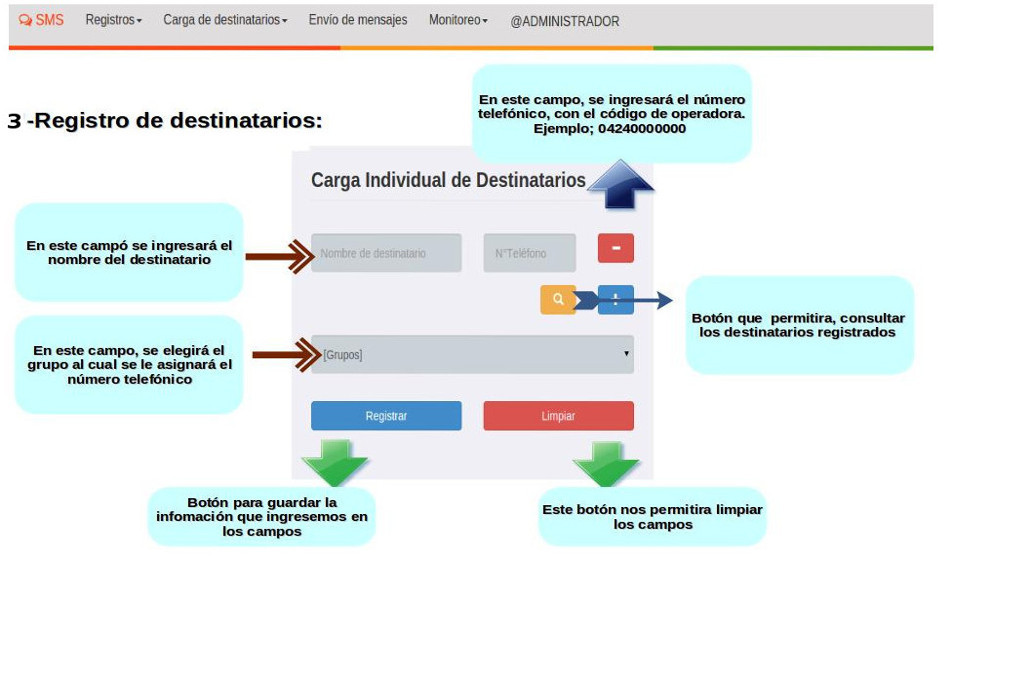 SMS Registros Carga de destinatarios Envío de mensajes Monitoreo @ADMINISTRADOR
En este campo, se ingresará el número
telefónico, con el código de operadora.
Ejemplo; 04240000000
3 -Registro de destinatarios:
Carga Individual de Destinatarios
En este campó se ingresará el
nombre del destinatario
Nombre de destinatario
N°Teléfono
Botón que permitira, consultar
los destinatarios registrados
En este campo, se elegirá el
grupo al cual se le asignará el
número telefónico
[Grupos]
Registrar
Limpiar
Botón para guardar la
infomación que ingresemos en
los campos
Este botón nos permitira limpiar
los campos